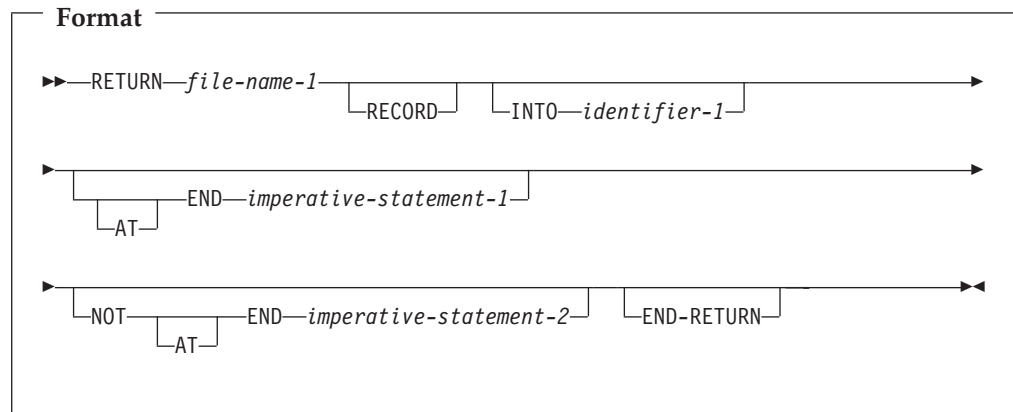 Format
RETURN file-name-1
RECORD INTO identifier-1
END imperative-statement-1
AT
NOT END imperative-statement-2 END-RETURN
AT